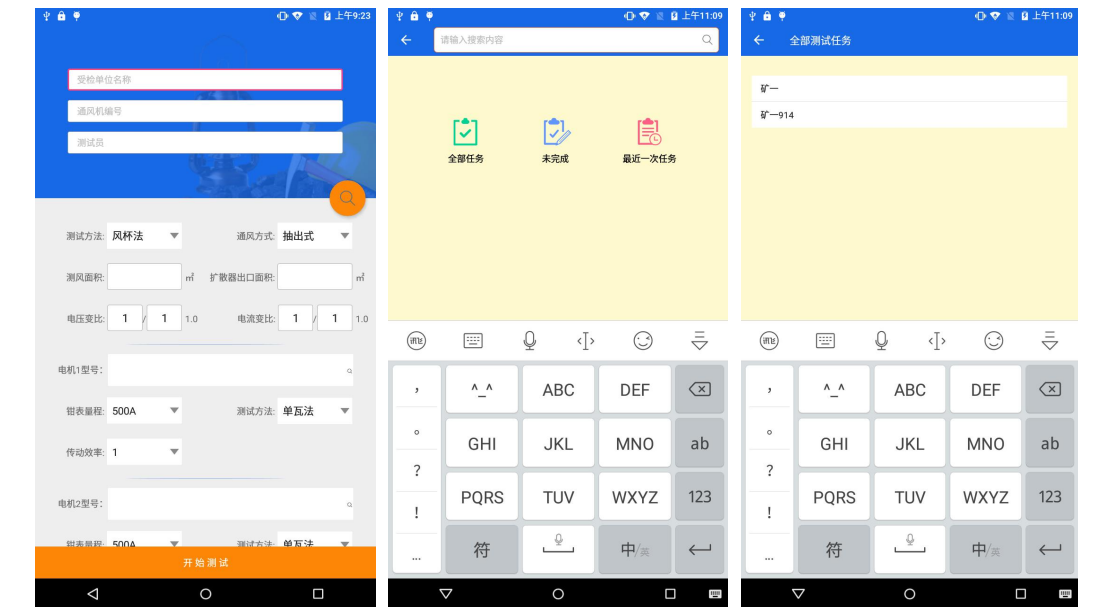 上午9:23
受检单位名称
通风机编号
测试员
测试方法: 风杯法 通风方式: 抽出式
测风面积: ㎡ 扩散器出口面积: ㎡
电压变比: 1 / 1 1.0 电流变比: 1 / 1 1.0
电机1型号:
钳表量程: 500A 测试方法: 单瓦法
传动效率: 1
电机2型号:
钳表量程: 500A 测试方法: 单瓦法
开始测试
上午11:09
请输入搜索内容
全部任务 未完成 最近一次任务
, ^_^ ABC DEF
。 GHI JKL MNO ab
? PQRS TUV WXYZ 123
!
... 符 中/英
上午11:09
全部测试任务
矿一
矿一914
, ^_^ ABC DEF
。 GHI JKL MNO ab
? PQRS TUV WXYZ 123
!
... 符 中/英